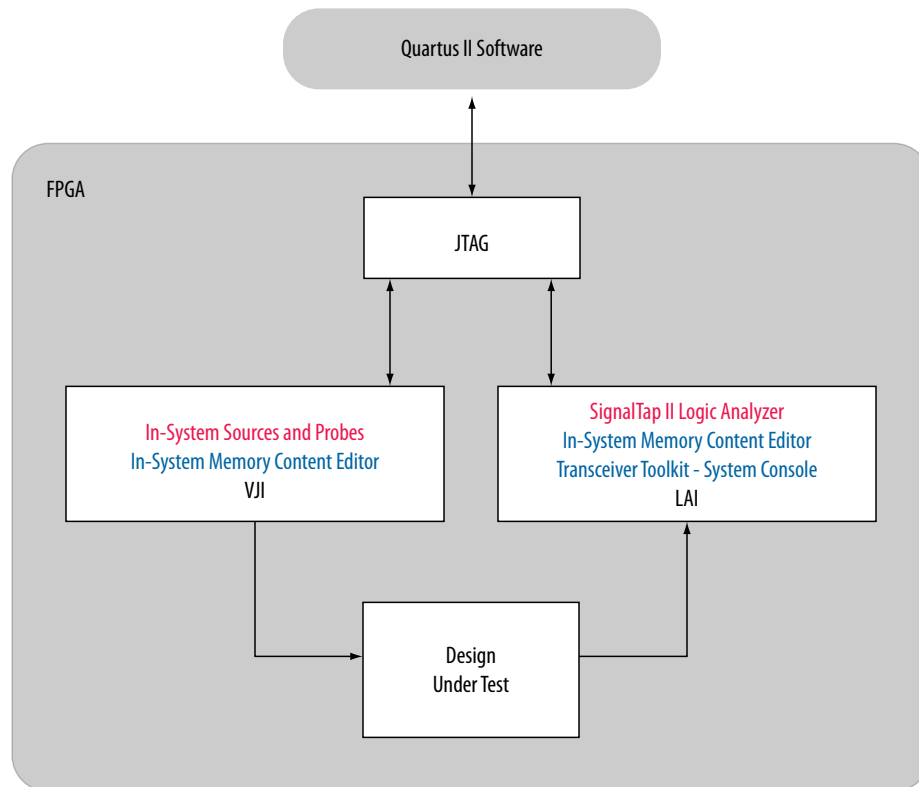 Quartus II Software
FPGA
JTAG
In-System Sources and Probes
In-System Memory Content Editor
VJI
SignalTap II Logic Analyzer
In-System Memory Content Editor
Transceiver Toolkit - System Console
LAI
Design
Under Test